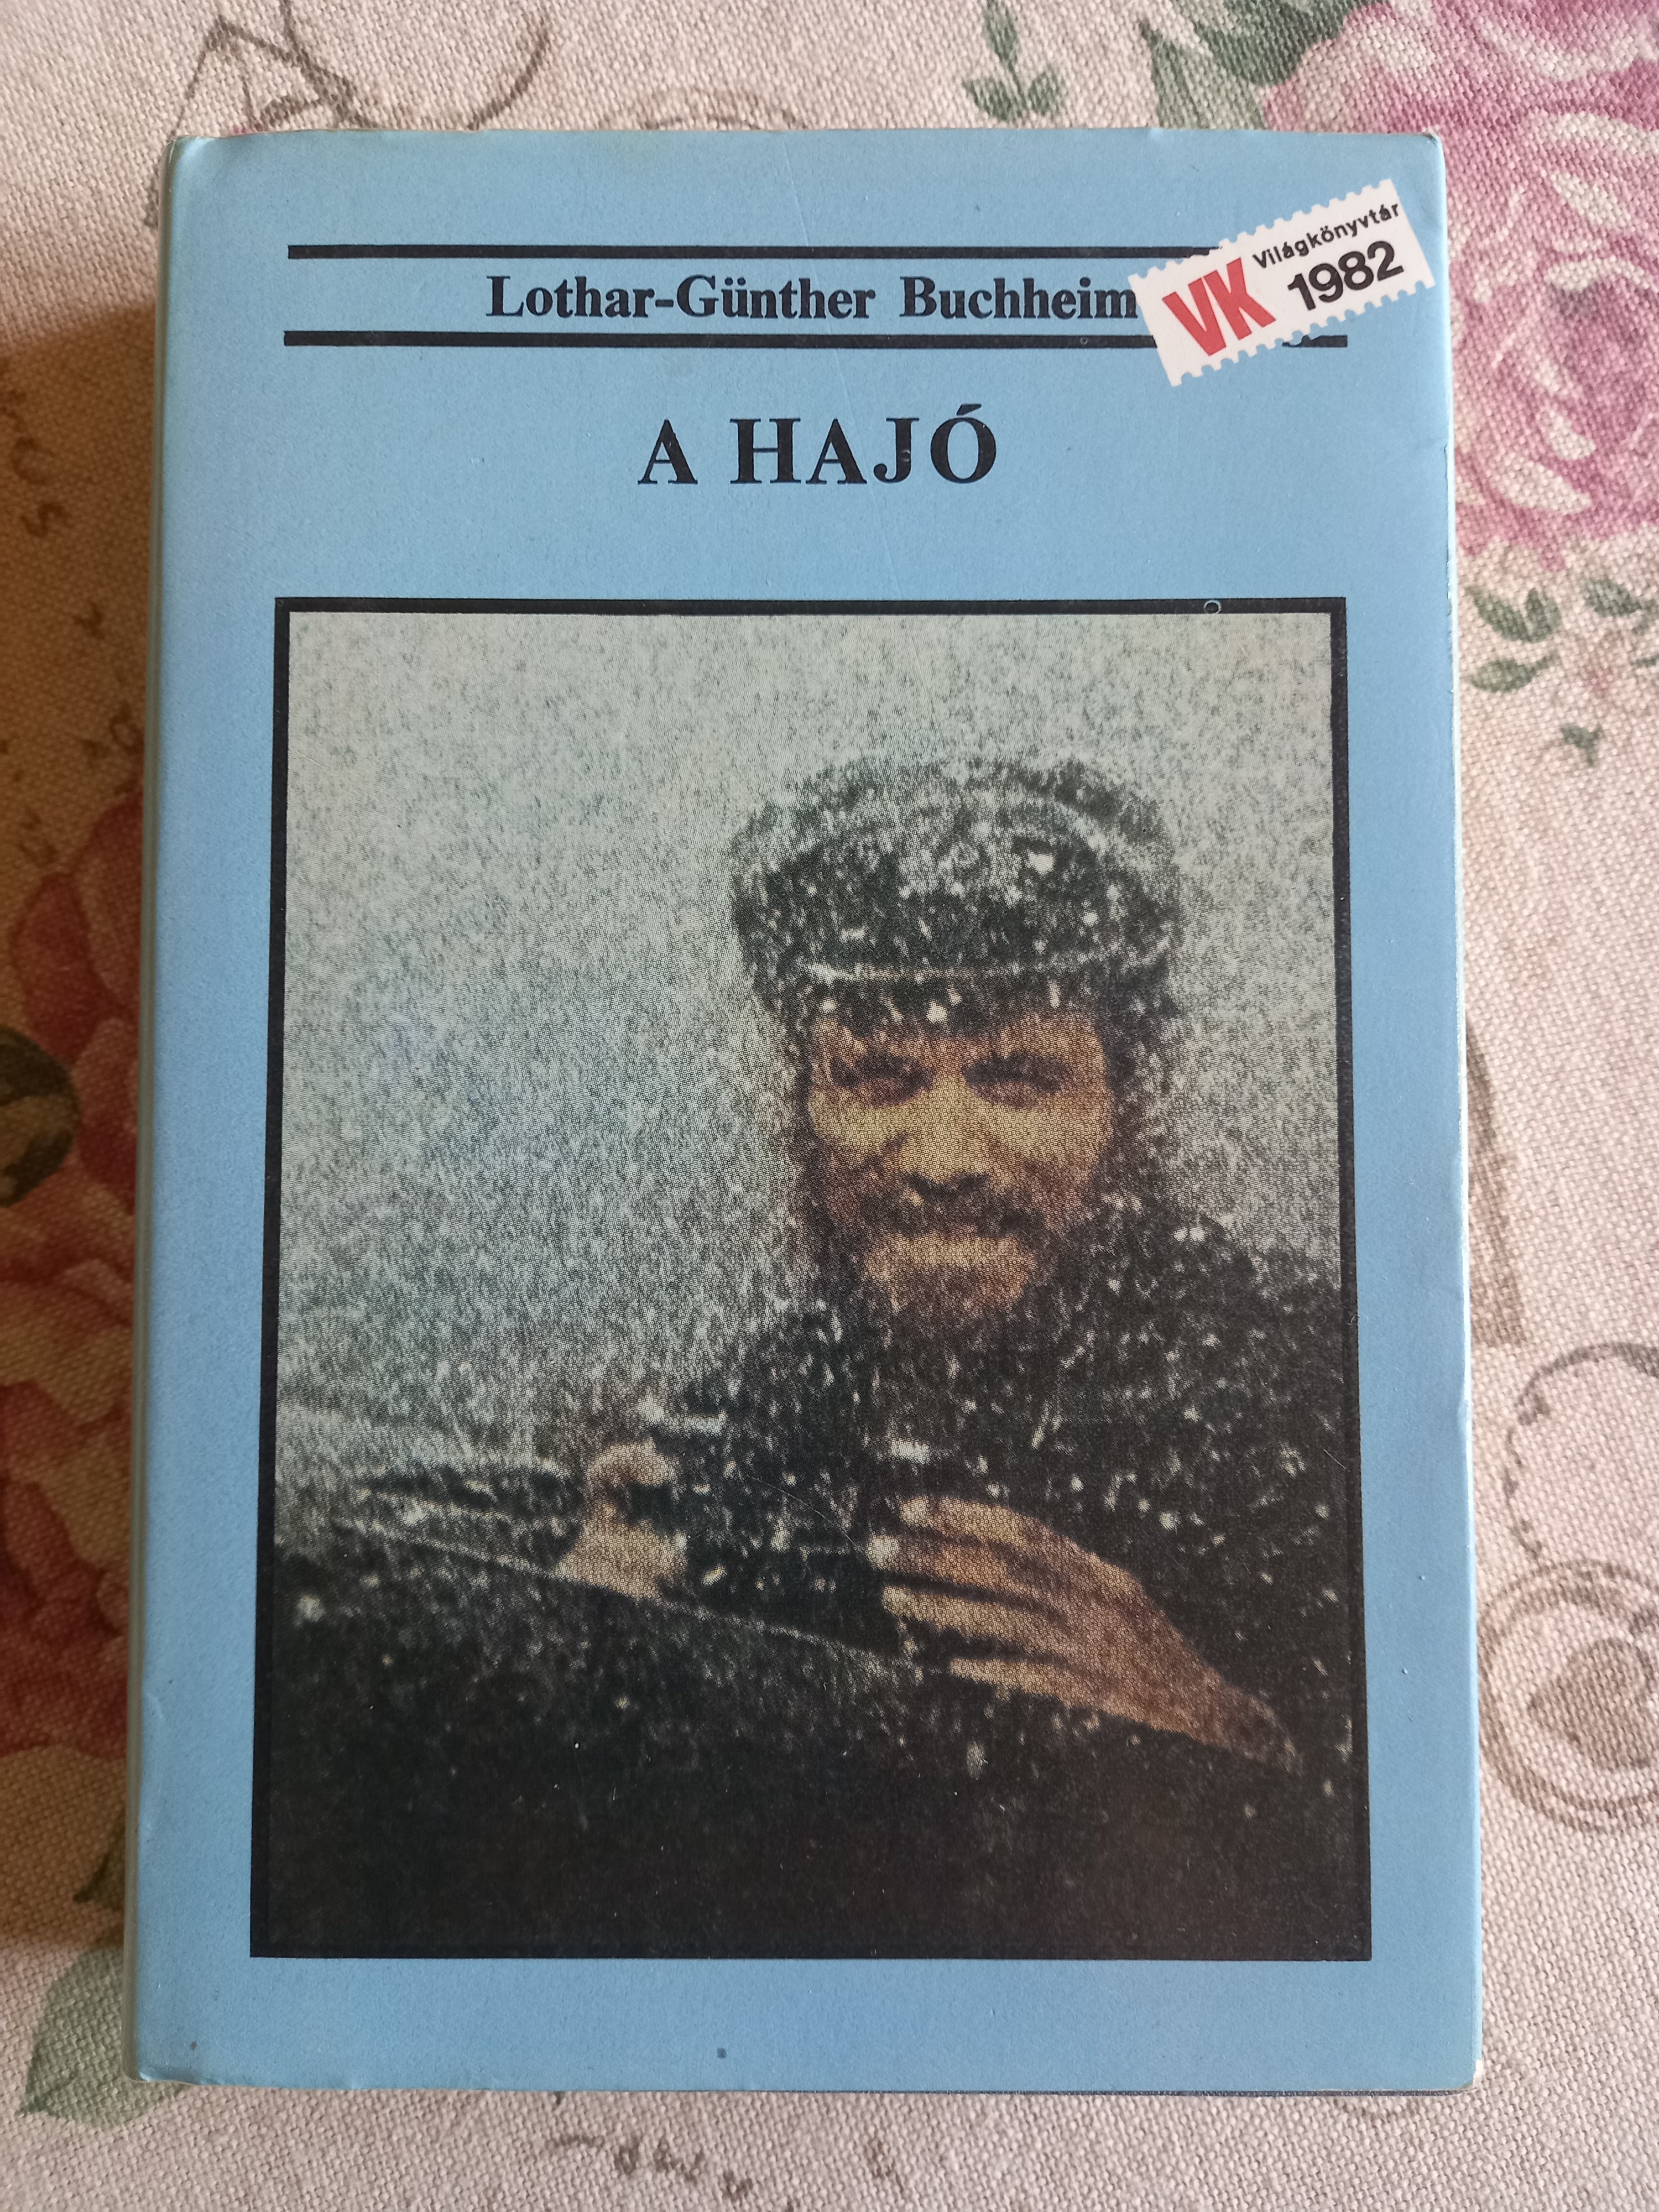 Lothar-Günther Buchheim
VK Világkönyvtár
1982
A HAJÓ